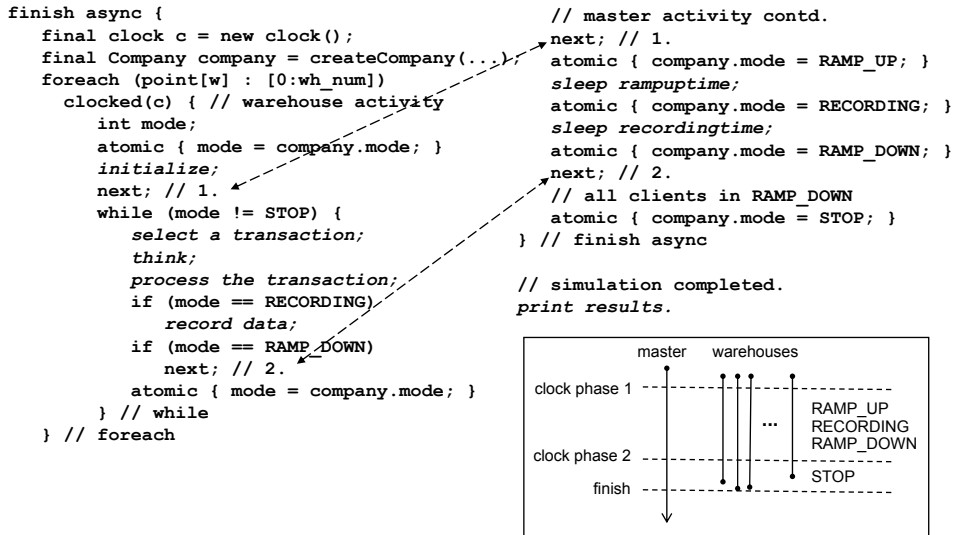 finish async {
final clock c = new clock();
final Company company = createCompany(...);
foreach (point[w] : [0:wh_num])
clocked(c) { // warehouse activity
int mode;
atomic { mode = company.mode; }
initialize;
next; // 1.
while (mode != STOP) {
select a transaction;
think;
process the transaction;
if (mode == RECORDING)
record data;
if (mode == RAMP_DOWN)
next; // 2.
atomic { mode = company.mode; }
} // while
} // foreach
// master activity contd.
next; // 1.
atomic { company.mode = RAMP_UP; }
sleep rampuptime;
atomic { company.mode = RECORDING; }
sleep recordingtime;
atomic { company.mode = RAMP_DOWN; }
next; // 2.
// all clients in RAMP_DOWN
atomic { company.mode = STOP; }
} // finish async
// simulation completed.
print results.
master warehouses
clock phase 1
... RAMP_UP
RECORDING
RAMP_DOWN
clock phase 2
STOP
finish